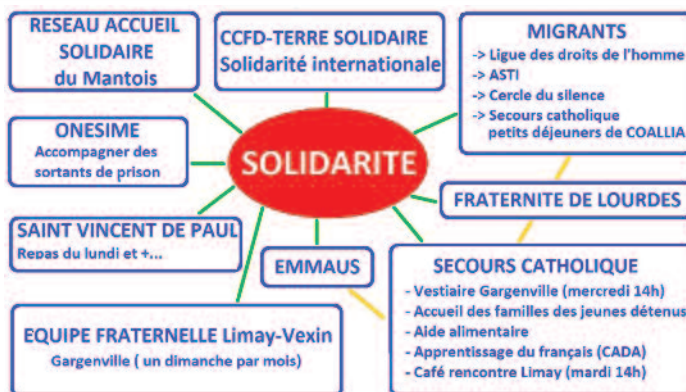 RESEAU ACCUEIL
SOLIDAIRE
du Mantois
CCFD-TERRE SOLIDAIRE
Solidarité internationale
MIGRANTS
-> Ligue des droits de l'homme
-> ASTI
-> Cercle du silence
-> Secours catholique
petits déjeuners de COALLIA
ONESIME
Accompagner des
sortants de prison
SOLIDARITE
FRATERNITE DE LOURDES
SAINT VINCENT DE PAUL
Repas du lundi et +...
EMMAUS
SECOURS CATHOLIQUE
- Vestiaire Gargenville (mercredi 14h)
- Accueil des familles des jeunes détenus
- Aide alimentaire
- Apprentissage du français (CADA)
- Café rencontre Limay (mardi 14h)
EQUIPE FRATERNELLE Limay-Vexin
Gargenville ( un dimanche par mois)